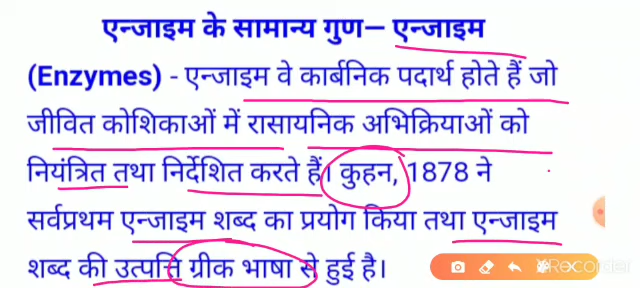 एन्जाइम के सामान्य गुण– एन्जाइम
(Enzymes) - एन्जाइम वे कार्बनिक पदार्थ होते हैं जो
जीवित कोशिकाओं में रासायनिक अभिक्रियाओं को
नियंत्रित तथा निर्देशित करते हैं। कुहन, 1878 ने
सर्वप्रथम एन्जाइम शब्द का प्रयोग किया तथा एन्जाइम
शब्द की उत्पत्ति ग्रीक भाषा से हुई है।